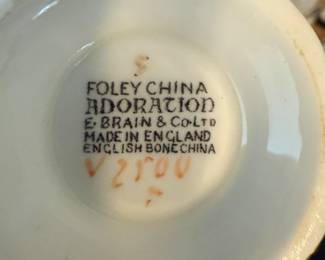 FOLEY CHINA
ADORATION
E. BRAIN & CO LTD
MADE IN ENGLAND
ENGLISH BONE CHINA
V2500